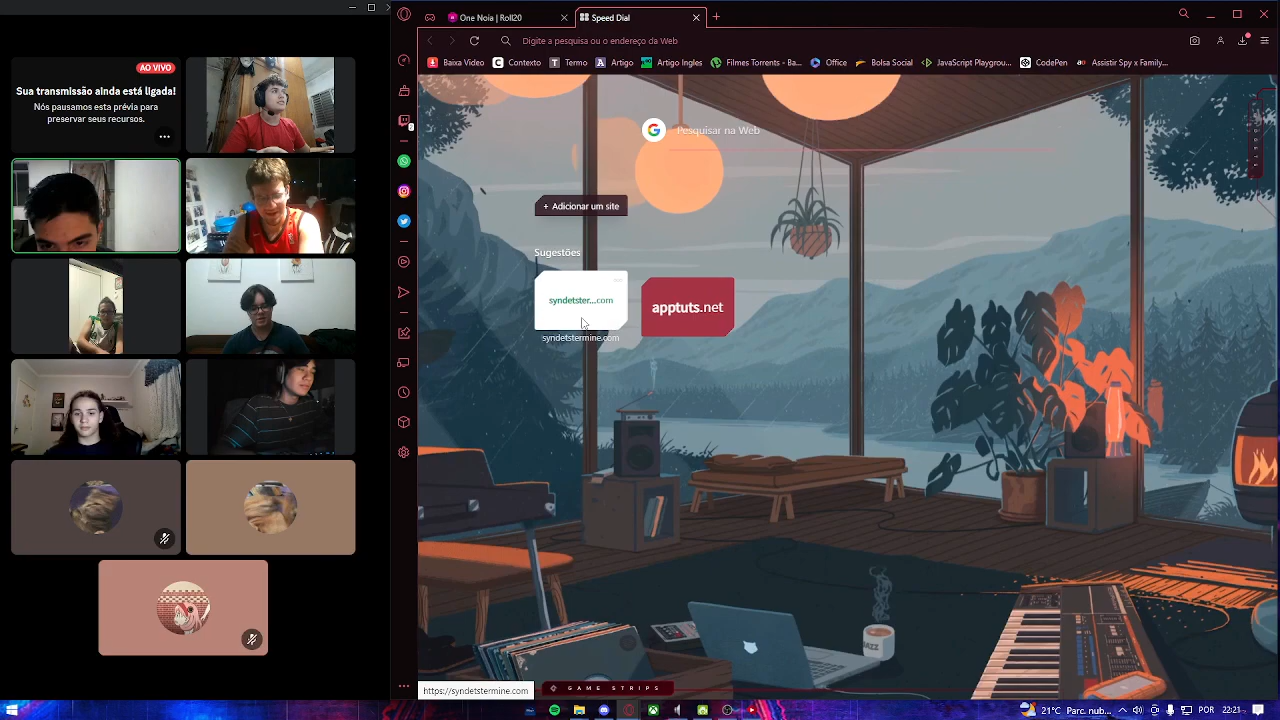 One Noia | Roll20
Speed Dial
Digite a pesquisa ou o endereço da Web
Baixa Video
Contexto
Termo
Artigo
Artigo Ingles
Filmes Torrents - Ba...
Office
Bolsa Social
JavaScript Playgrou...
CodePen
Assistir Spy x Family...
AO VIVO
Sua transmissão ainda está ligada!
Nós pausamos esta prévia para
preservar seus recursos.
Pesquisar na Web
+ Adicionar um site
Sugestões
syndetster...com
syndetstermine.com
apptuts.net
JAZZ
https://syndetstermine.com
GAME STRIPS
21°C Parc. nub...
POR
22:21